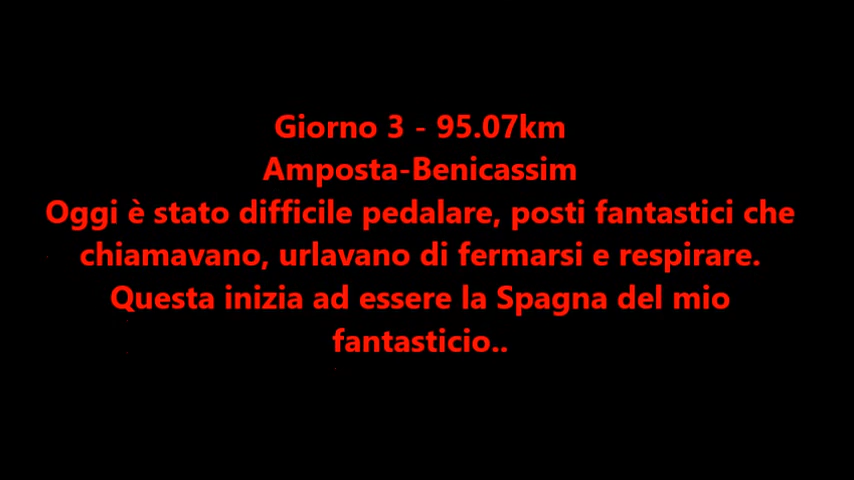 Giorno 3 - 95.07km
Amposta-Benicassim
Oggi è stato difficile pedalare, posti fantastici che
chiamavano, urlavano di fermarsi e respirare.
Questa inizia ad essere la Spagna del mio
fantasticio..